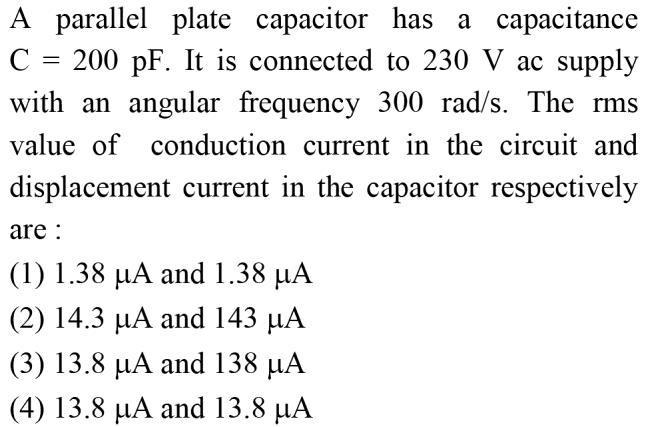 A parallel plate capacitor has a capacitance
C = 200 pF. It is connected to 230 V ac supply
with an angular frequency 300 rad/s. The rms
value of conduction current in the circuit and
displacement current in the capacitor respectively
are :
(1) 1.38 μA and 1.38 μA
(2) 14.3 μA and 143 μA
(3) 13.8 μA and 138 μA
(4) 13.8 μA and 13.8 μA